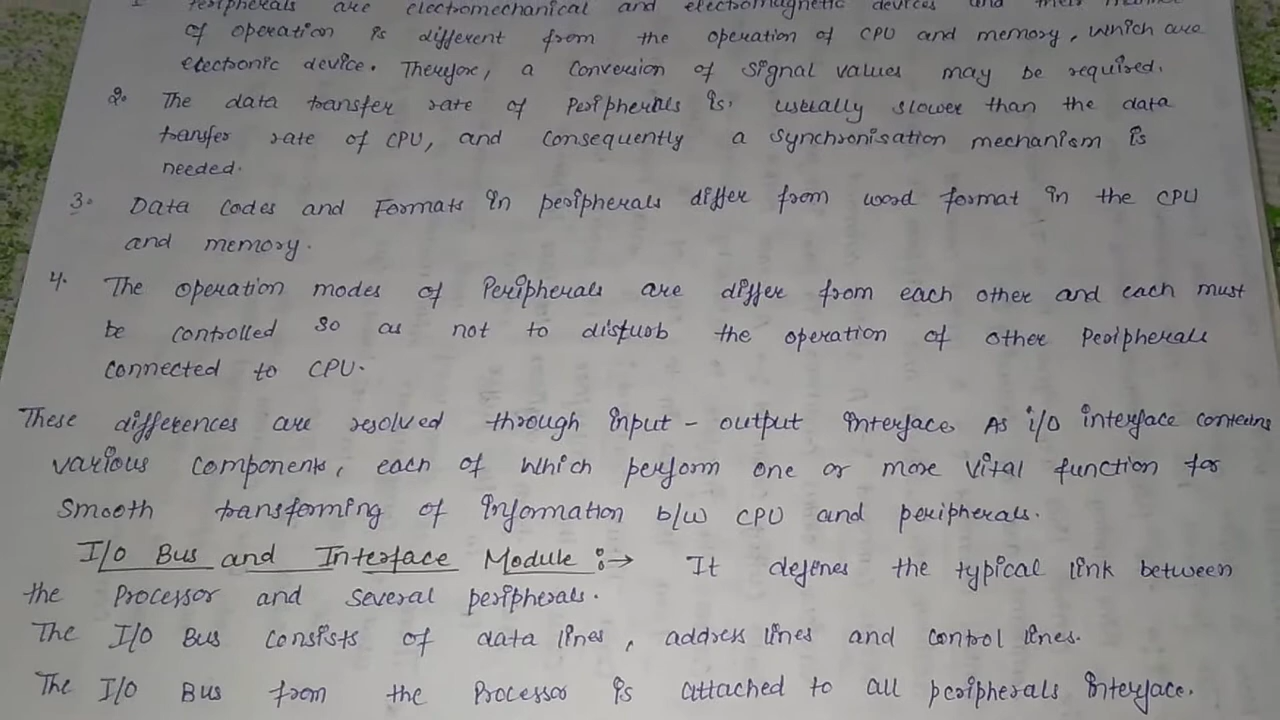 peripherals are electromechanical and electromagnetic devices and their
of operation is different from the operation of CPU and memory, which are
electronic device. Therefore, a conversion of signal values may be required.
2. The data transfer rate of Peripherals is usually slower than the data
transfer rate of CPU, and consequently a synchronisation mechanism is
needed.
3. Data codes and Formats in peripherals differ from word format in the CPU
and memory.
4. The operation modes of Peripherals are differ from each other and each must
be controlled so as not to disturb the operation of other Peripherals
connected to CPU.
These differences are resolved through input - output interface. As i/o interface contains
various components, each of which perform one or more vital function for
smooth transforming of information b/w CPU and peripherals.
I/o Bus and Interface Module :→ It defines the typical link between
the Processor and several peripherals.
The I/O Bus consists of data lines, address lines and control lines.
The I/O Bus from the Processor is attached to all peripherals interface.